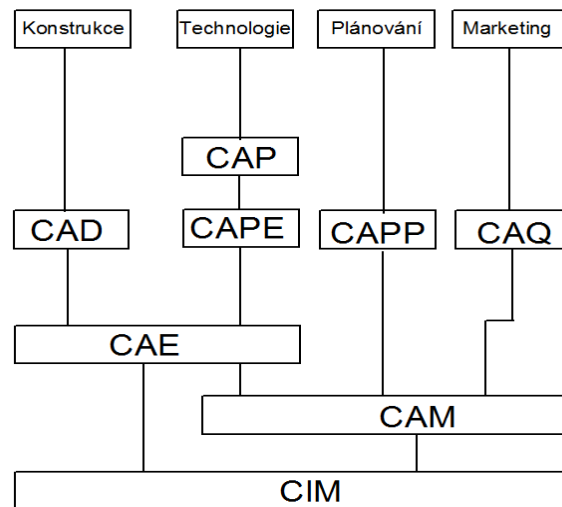 Konstrukce
Technologie
Plánování
Marketing
CAP
CAD
CAPE
CAPP
CAQ
CAE
CAM
CIM